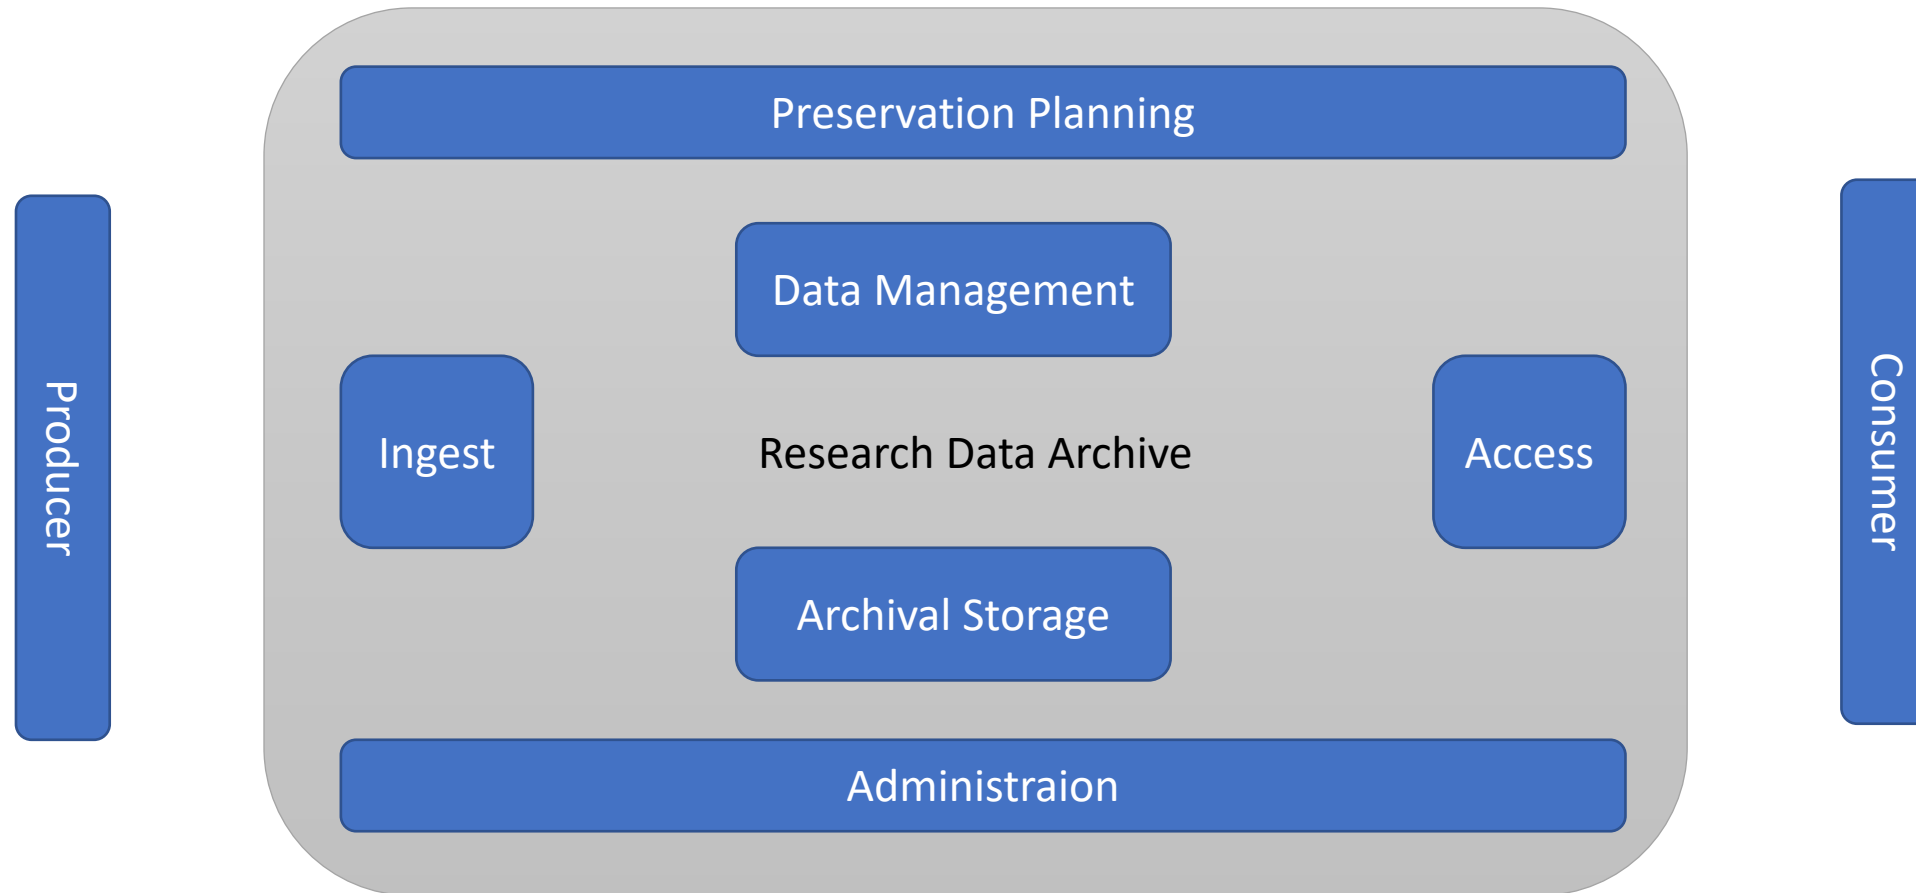 Preservation Planning
Data Management
Producer
Ingest
Research Data Archive
Access
Consumer
Archival Storage
Administraion